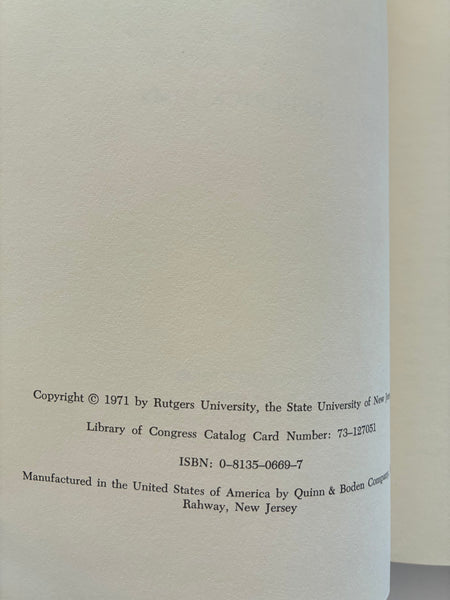 Copyright © 1971 by Rutgers University, the State University of New
Library of Congress Catalog Card Number: 73–127051
ISBN: 0–8135–0669–7
Manufactured in the United States of America by Quinn & Boden Company
Rahway, New Jersey